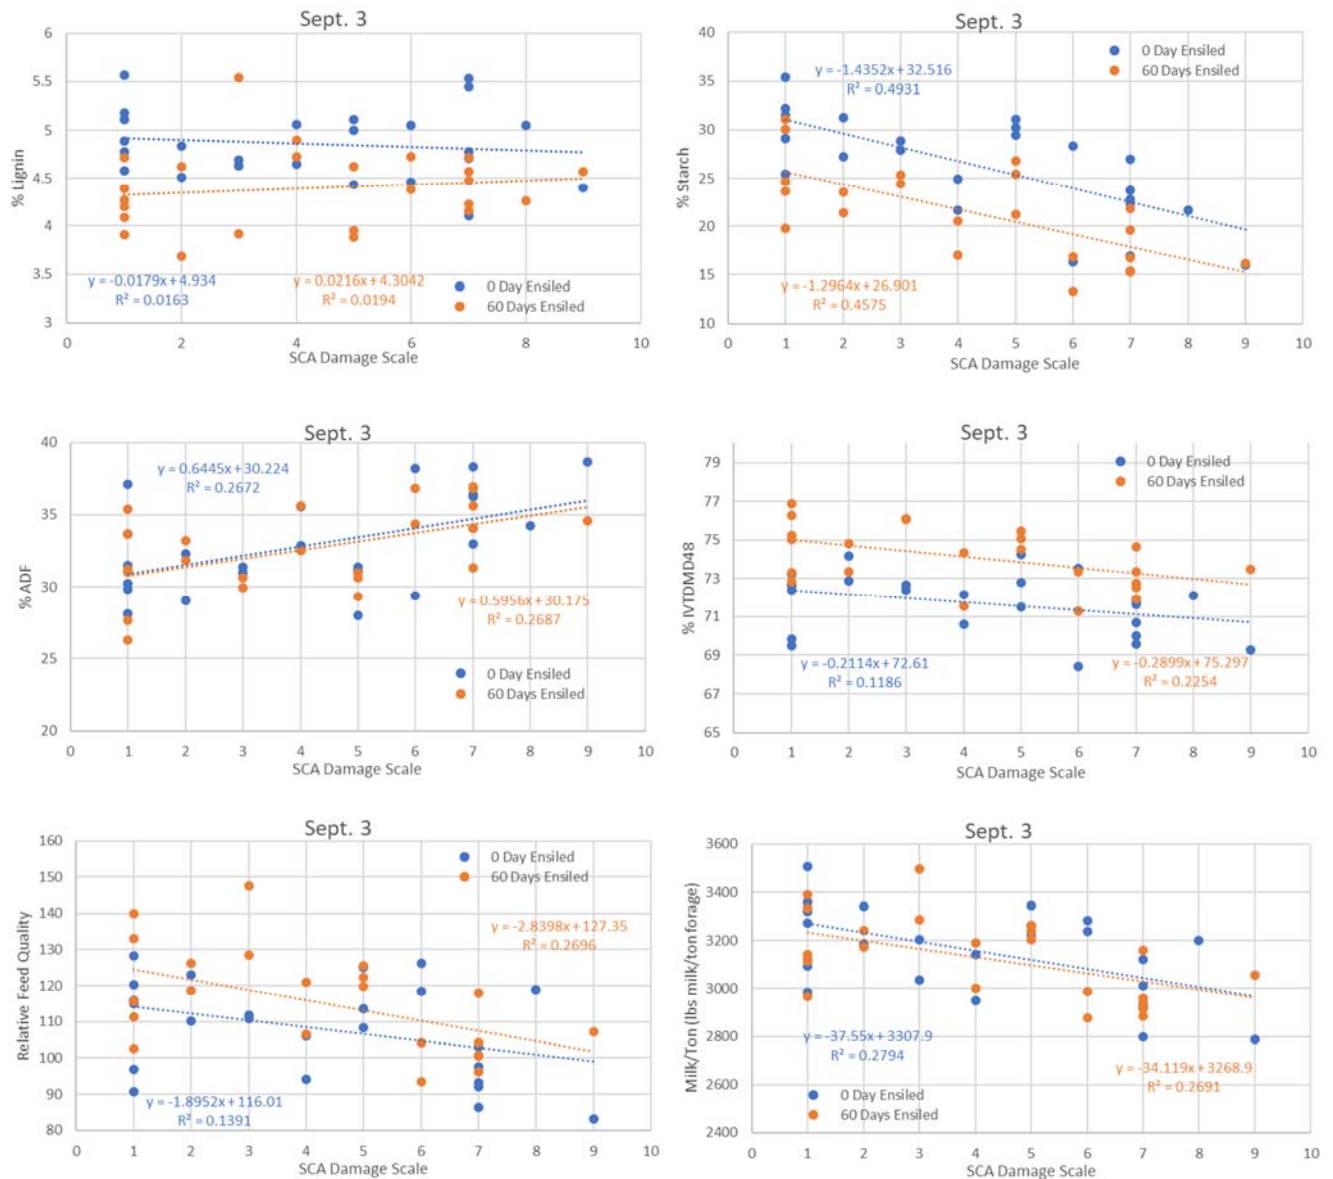 Sept. 3
% Lignin
6
5.5
5
4.5
4
3.5
3
y = -0.0179x + 4.934
R² = 0.0163
y = 0.0216x + 4.3042
R² = 0.0194
0 Day Ensiled
60 Days Ensiled
0 2 4 6 8 10
SCA Damage Scale
Sept. 3
% Starch
40
35
30
25
20
15
10
y = -1.4352x + 32.516
R² = 0.4931
0 Day Ensiled
60 Days Ensiled
y = -1.2964x + 26.901
R² = 0.4575
0 1 2 3 4 5 6 7 8 9 10
SCA Damage Scale
Sept. 3
% ADF
40
35
30
25
20
y = 0.6445x + 30.224
R² = 0.2672
y = 0.5956x + 30.175
R² = 0.2687
0 Day Ensiled
60 Days Ensiled
0 1 2 3 4 5 6 7 8 9 10
SCA Damage Scale
Sept. 3
% IVTDMD48
79
77
75
73
71
69
67
65
0 Day Ensiled
60 Days Ensiled
y = -0.2114x + 72.61
R² = 0.1186
y = -0.2899x + 75.297
R² = 0.2254
0 1 2 3 4 5 6 7 8 9 10
SCA Damage Scale
Sept. 3
Relative Feed Quality
160
150
140
130
120
110
100
90
80
0 Day Ensiled
60 Days Ensiled
y = -2.8398x + 127.35
R² = 0.2696
y = -1.8952x + 116.01
R² = 0.1391
0 1 2 3 4 5 6 7 8 9 10
SCA Damage Scale
Sept. 3
Milk/Ton (lbs milk/ton forage)
3600
3400
3200
3000
2800
2600
2400
y = -37.55x + 3307.9
R² = 0.2794
y = -34.119x + 3268.9
R² = 0.2691
0 Day Ensiled
60 Days Ensiled
0 1 2 3 4 5 6 7 8 9 10
SCA Damage Scale